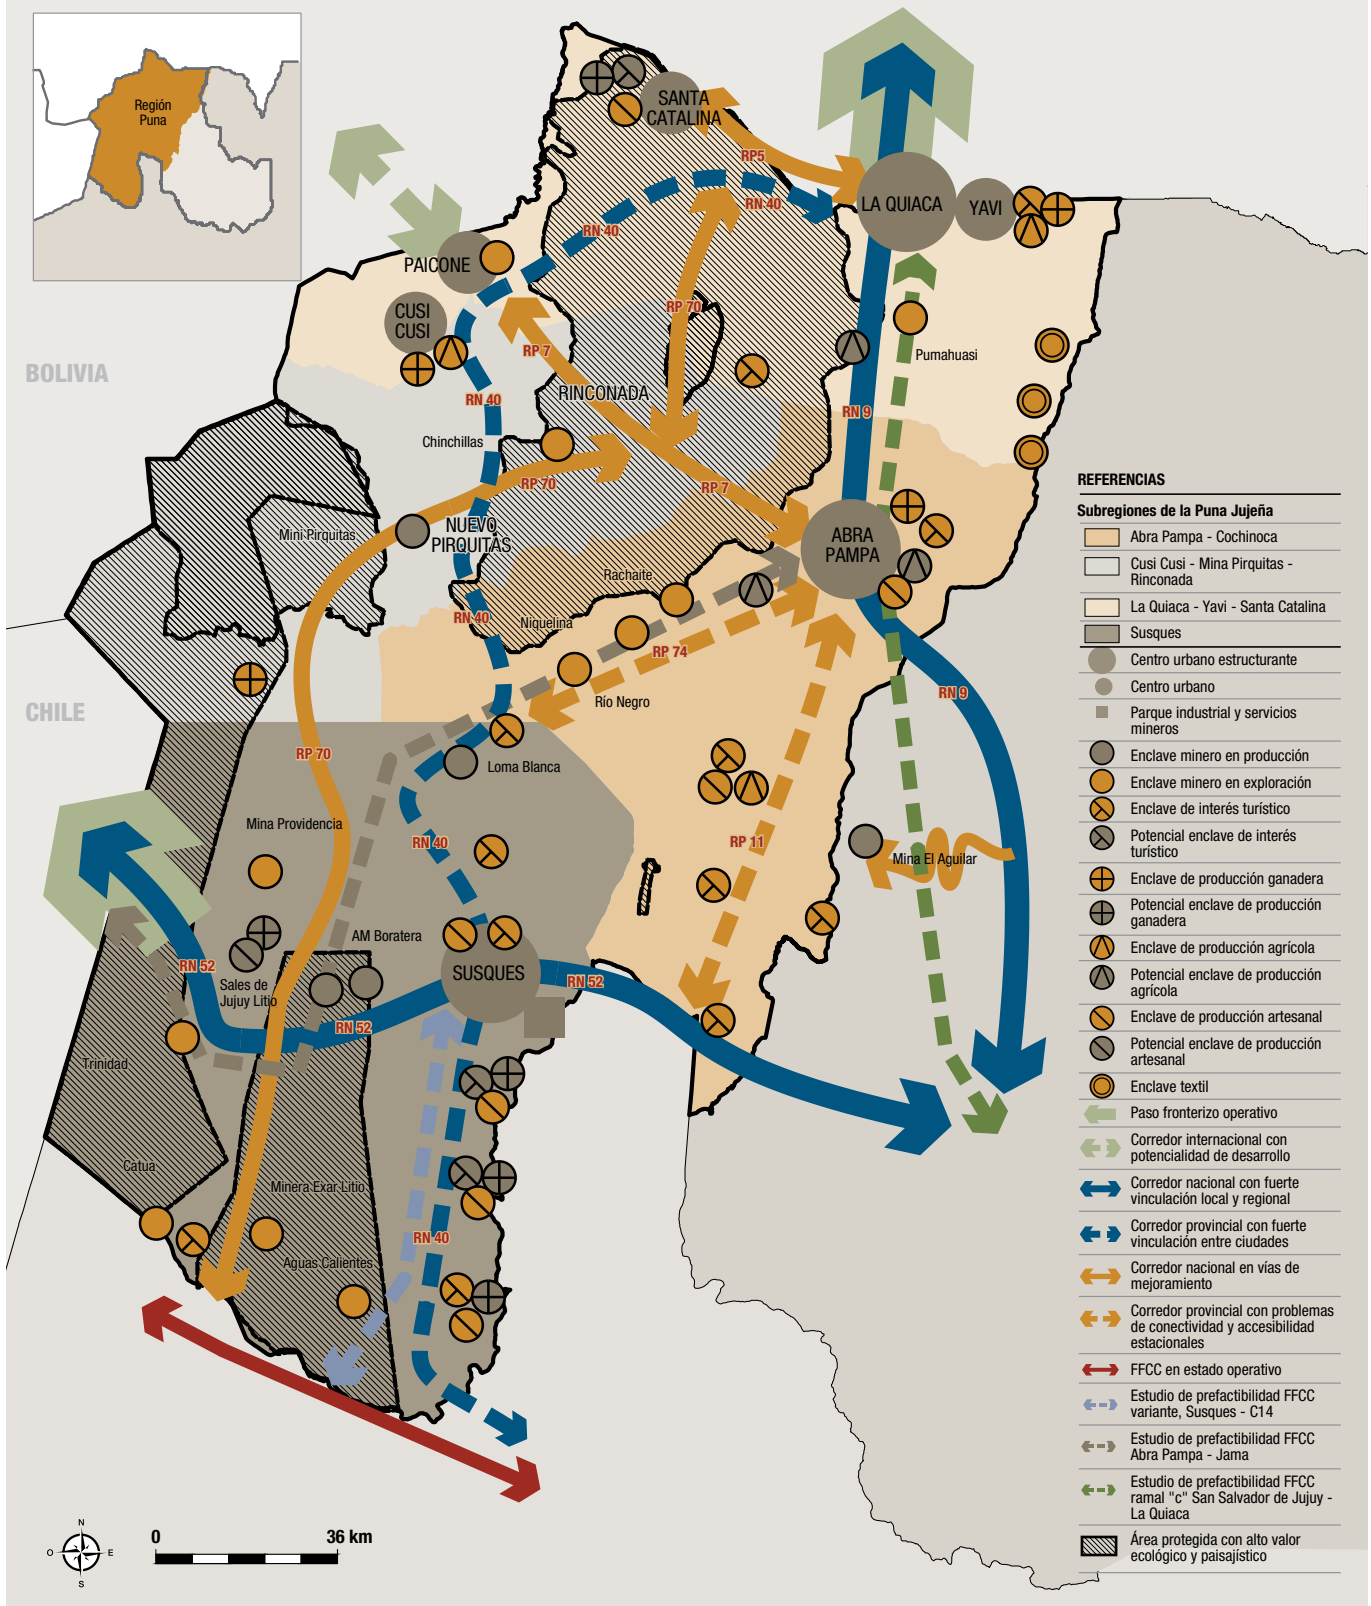 Región
Puna
SANTA
CATALINA
RP5
LA QUIACA
YAVI
RN 40
RN 40
PAICONE
CUSI
CUSI
RP 70
RP 7
Pumahuasi
BOLIVIA
RINCONADA
RN 40
RN 9
Chinchillas
RP 70
RP 7
NUEVO
PIRQUITAS
Mini Pirquitas
ABRA
PAMPA
Rachaite
RN 40
Niquelina
RP 74
Río Negro
RN 9
CHILE
RP 70
Loma Blanca
Mina Providencia
RN 40
RP 11
Mina El Aguilar
AM Boratera
RN 52
SUSQUES
RN 52
Sales de
Jujuy Litio
RN 52
Trinidad
Catua
Minera Exar Litio
RN 40
Aguas Calientes
N
O
E
S
0
36 km
REFERENCIAS
Subregiones de la Puna Jujeña
Abra Pampa - Cochinoca
Cusi Cusi - Mina Pirquitas -
Rinconada
La Quiaca - Yavi - Santa Catalina
Susques
Centro urbano estructurante
Centro urbano
Parque industrial y servicios
mineros
Enclave minero en producción
Enclave minero en exploración
Enclave de interés turístico
Potencial enclave de interés
turístico
Enclave de producción ganadera
Potencial enclave de producción
ganadera
Enclave de producción agrícola
Potencial enclave de producción
agrícola
Enclave de producción artesanal
Potencial enclave de producción
artesanal
Enclave textil
Paso fronterizo operativo
Corredor internacional con
potencialidad de desarrollo
Corredor nacional con fuerte
vinculación local y regional
Corredor provincial con fuerte
vinculación entre ciudades
Corredor nacional en vías de
mejoramiento
Corredor provincial con problemas
de conectividad y accesibilidad
estacionales
FFCC en estado operativo
Estudio de prefactibilidad FFCC
variante, Susques - C14
Estudio de prefactibilidad FFCC
Abra Pampa - Jama
Estudio de prefactibilidad FFCC
ramal "c" San Salvador de Jujuy -
La Quiaca
Área protegida con alto valor
ecológico y paisajístico